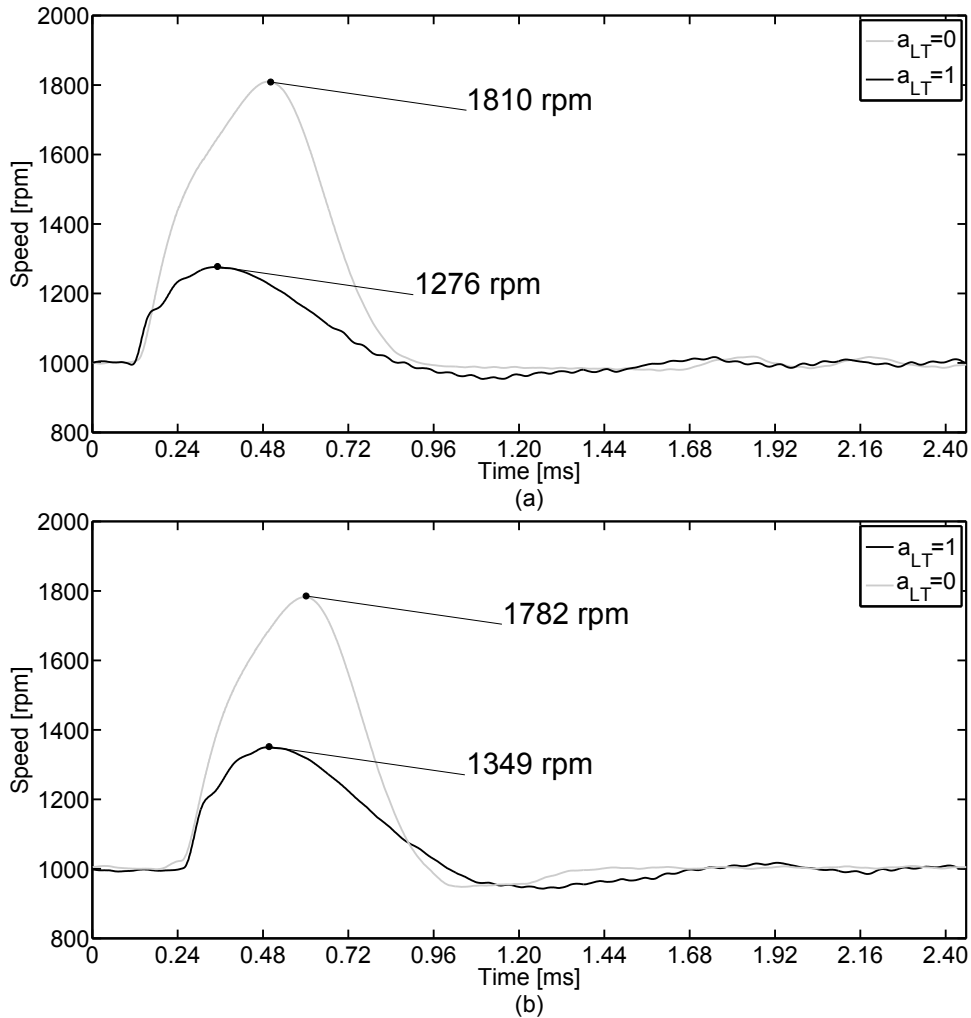 2000
1800
1600
1400
1200
1000
800
Speed [rpm]
a_LT=0
a_LT=1
1810 rpm
1276 rpm
0 0.24 0.48 0.72 0.96 1.20 1.44 1.68 1.92 2.16 2.40
Time [ms]
(a)
2000
1800
1600
1400
1200
1000
800
Speed [rpm]
a_LT=1
a_LT=0
1782 rpm
1349 rpm
0 0.24 0.48 0.72 0.96 1.20 1.44 1.68 1.92 2.16 2.40
Time [ms]
(b)